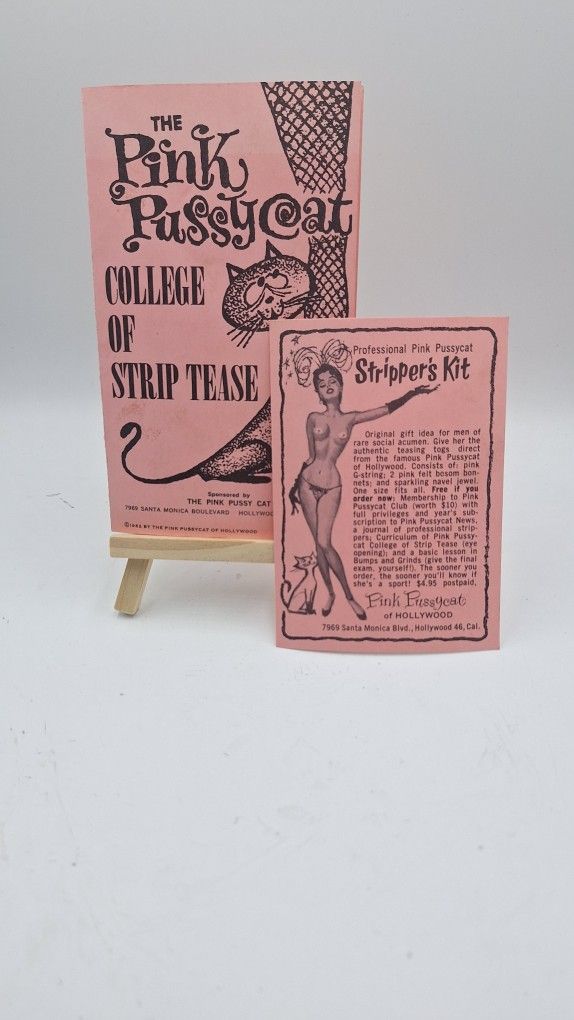 THE
Pink
Pussycat
COLLEGE
OF
STRIP TEASE
Sponsored by
THE PINK PUSSY CAT
7969 SANTA MONICA BOULEVARD HOLLYWOO
BY THE PINK PUSSYCAT OF HOLLYWOOD
Professional Pink Pussycat
Stripper's Kit
Original gift idea for men of
rare social acumen. Give her the
authentic teasing togs direct
from the famous Pink Pussycat
of Hollywood. Consists of: pink
G-string; 2 pink felt bosom bon-
nets; and sparkling navel jewel.
One size fits all. Free if you
order now: Membership to Pink
Pussycat Club (worth $10) with
full privileges and year's sub-
scription to Pink Pussycat News,
a journal of professional strip-
pers; Curriculum of Pink Pussy-
cat College of Strip Tease (eye
opening); and a basic lesson in
Bumps and Grinds (give the final
exam, yourself!). The sooner you
order, the sooner you'll know if
she's a sport! $4.95 postpaid.
Pink Pussycat
of HOLLYWOOD
7969 Santa Monica Blvd., Hollywood 46, Cal.